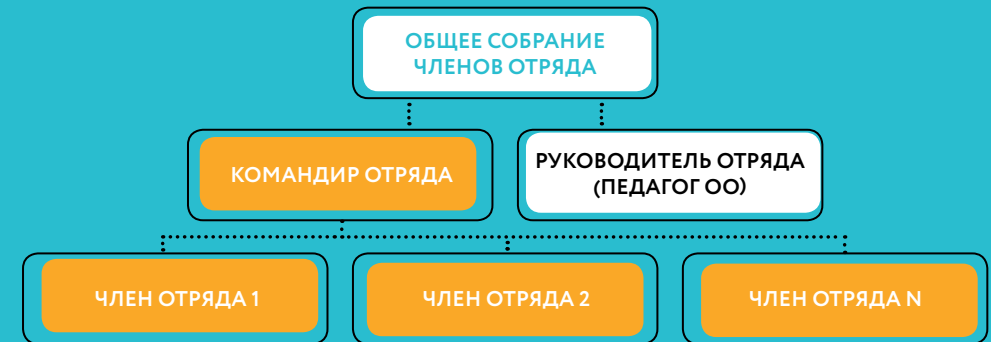 ОБЩЕЕ СОБРАНИЕ
ЧЛЕНОВ ОТРЯДА
КОМАНДИР ОТРЯДА
РУКОВОДИТЕЛЬ ОТРЯДА
(ПЕДАГОГ ОО)
ЧЛЕН ОТРЯДА 1
ЧЛЕН ОТРЯДА 2
ЧЛЕН ОТРЯДА N